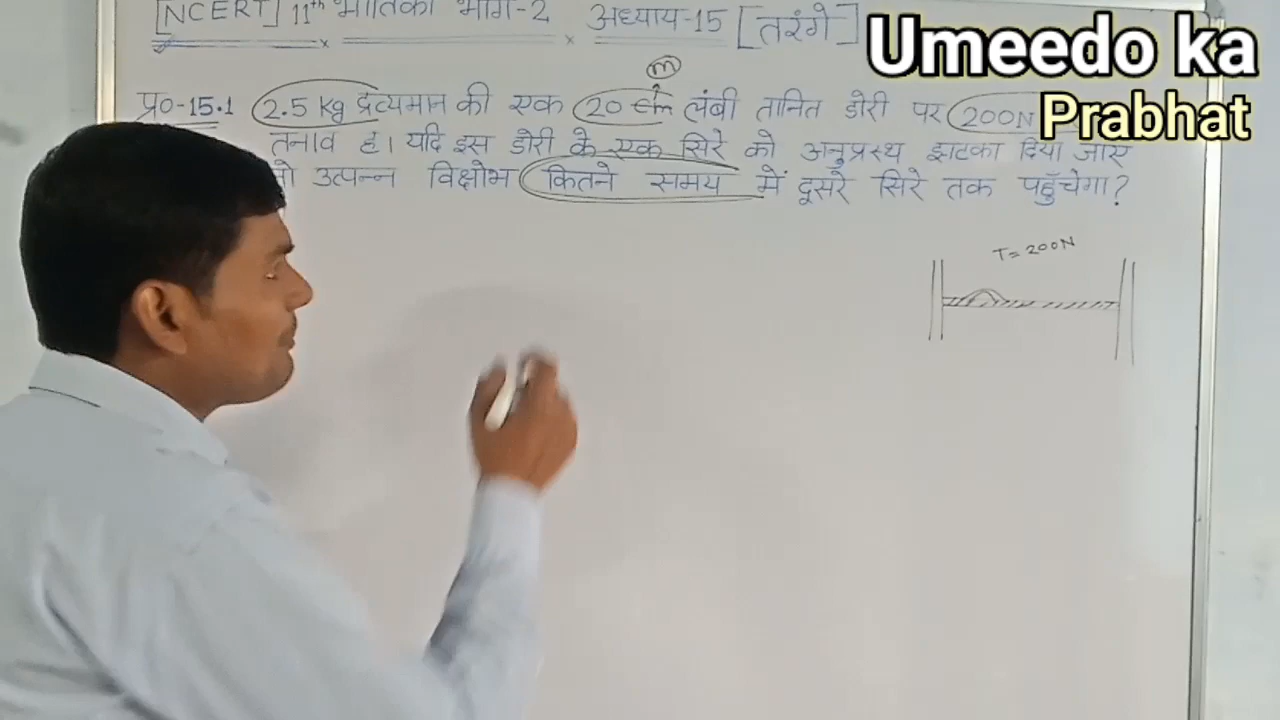 [NCERT] 11th भौतिकी भाग-2 × अध्याय-15 [तरंगे]
Umeedo ka
Prabhat
m
प्र०-15.1 2.5 kg द्रव्यमान की एक 20 cm लंबी तानित डोरी पर 200N
तनाव है। यदि इस डोरी के एक सिरे को अनुप्रस्थ झटका दिया जाए
उत्पन्न विक्षोभ कितने समय में दूसरे सिरे तक पहुँचेगा?
T=200N